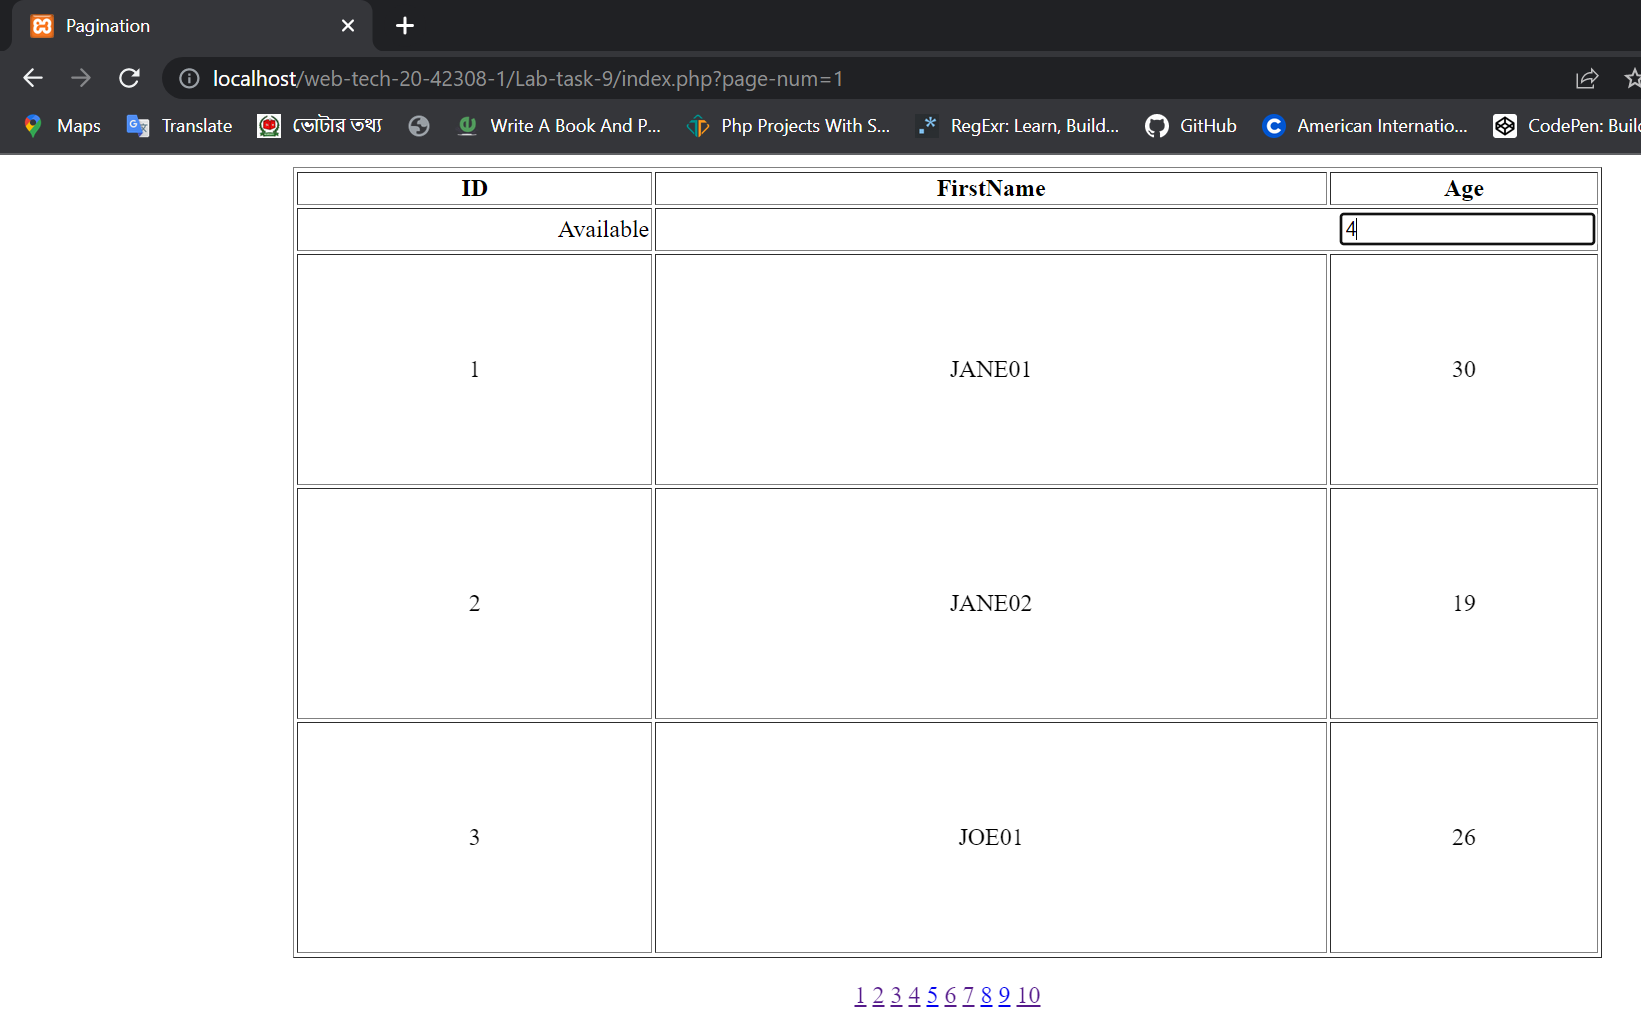 Pagination
localhost/web-tech-20-42308-1/Lab-task-9/index.php?page-num=1
Maps Translate ভোটার তথ্য Write A Book And P... Php Projects With S... RegExr: Learn, Build... GitHub American Internatio... CodePen: Buil
ID FirstName Age
Available 4
1 JANE01 30
2 JANE02 19
3 JOE01 26
1 2 3 4 5 6 7 8 9 10